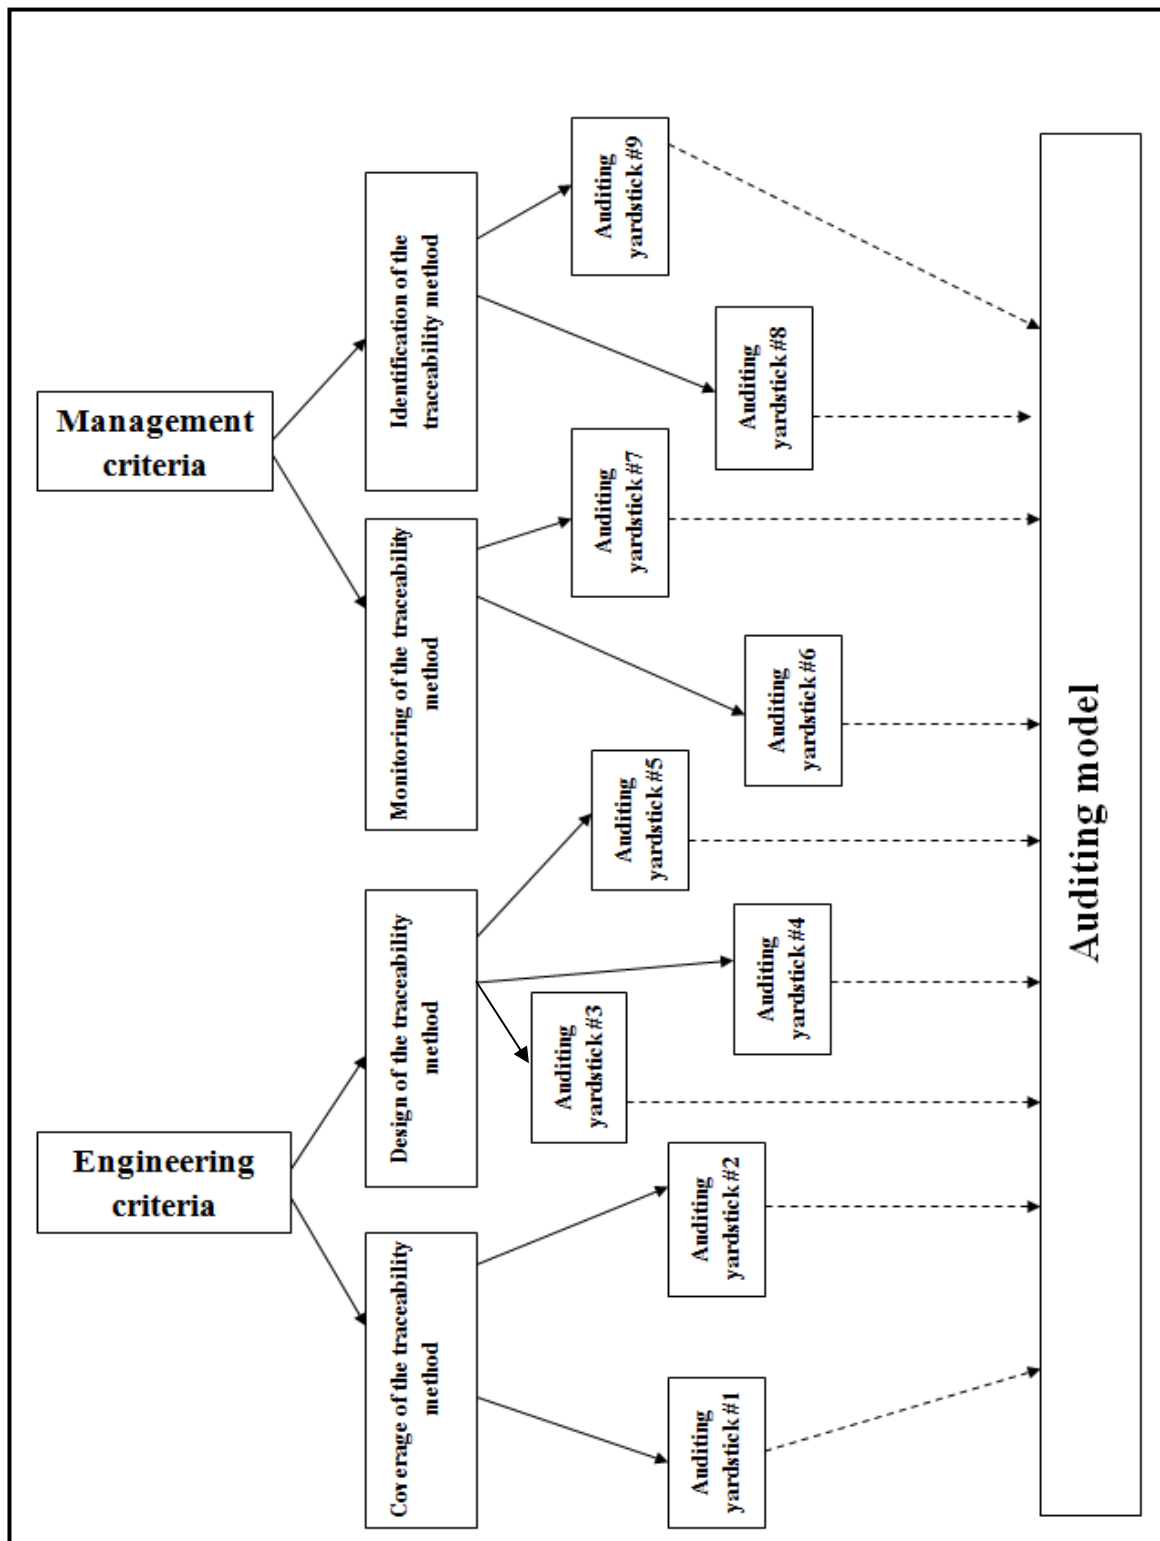 Management
criteria
Engineering
criteria
Identification of the
traceability method
Monitoring of the traceability
method
Design of the traceability
method
Coverage of the traceability
method
Auditing
yardstick #9
Auditing
yardstick #8
Auditing
yardstick #7
Auditing
yardstick #6
Auditing
yardstick #5
Auditing
yardstick #4
Auditing
yardstick #3
Auditing
yardstick #2
Auditing
yardstick #1
Auditing model